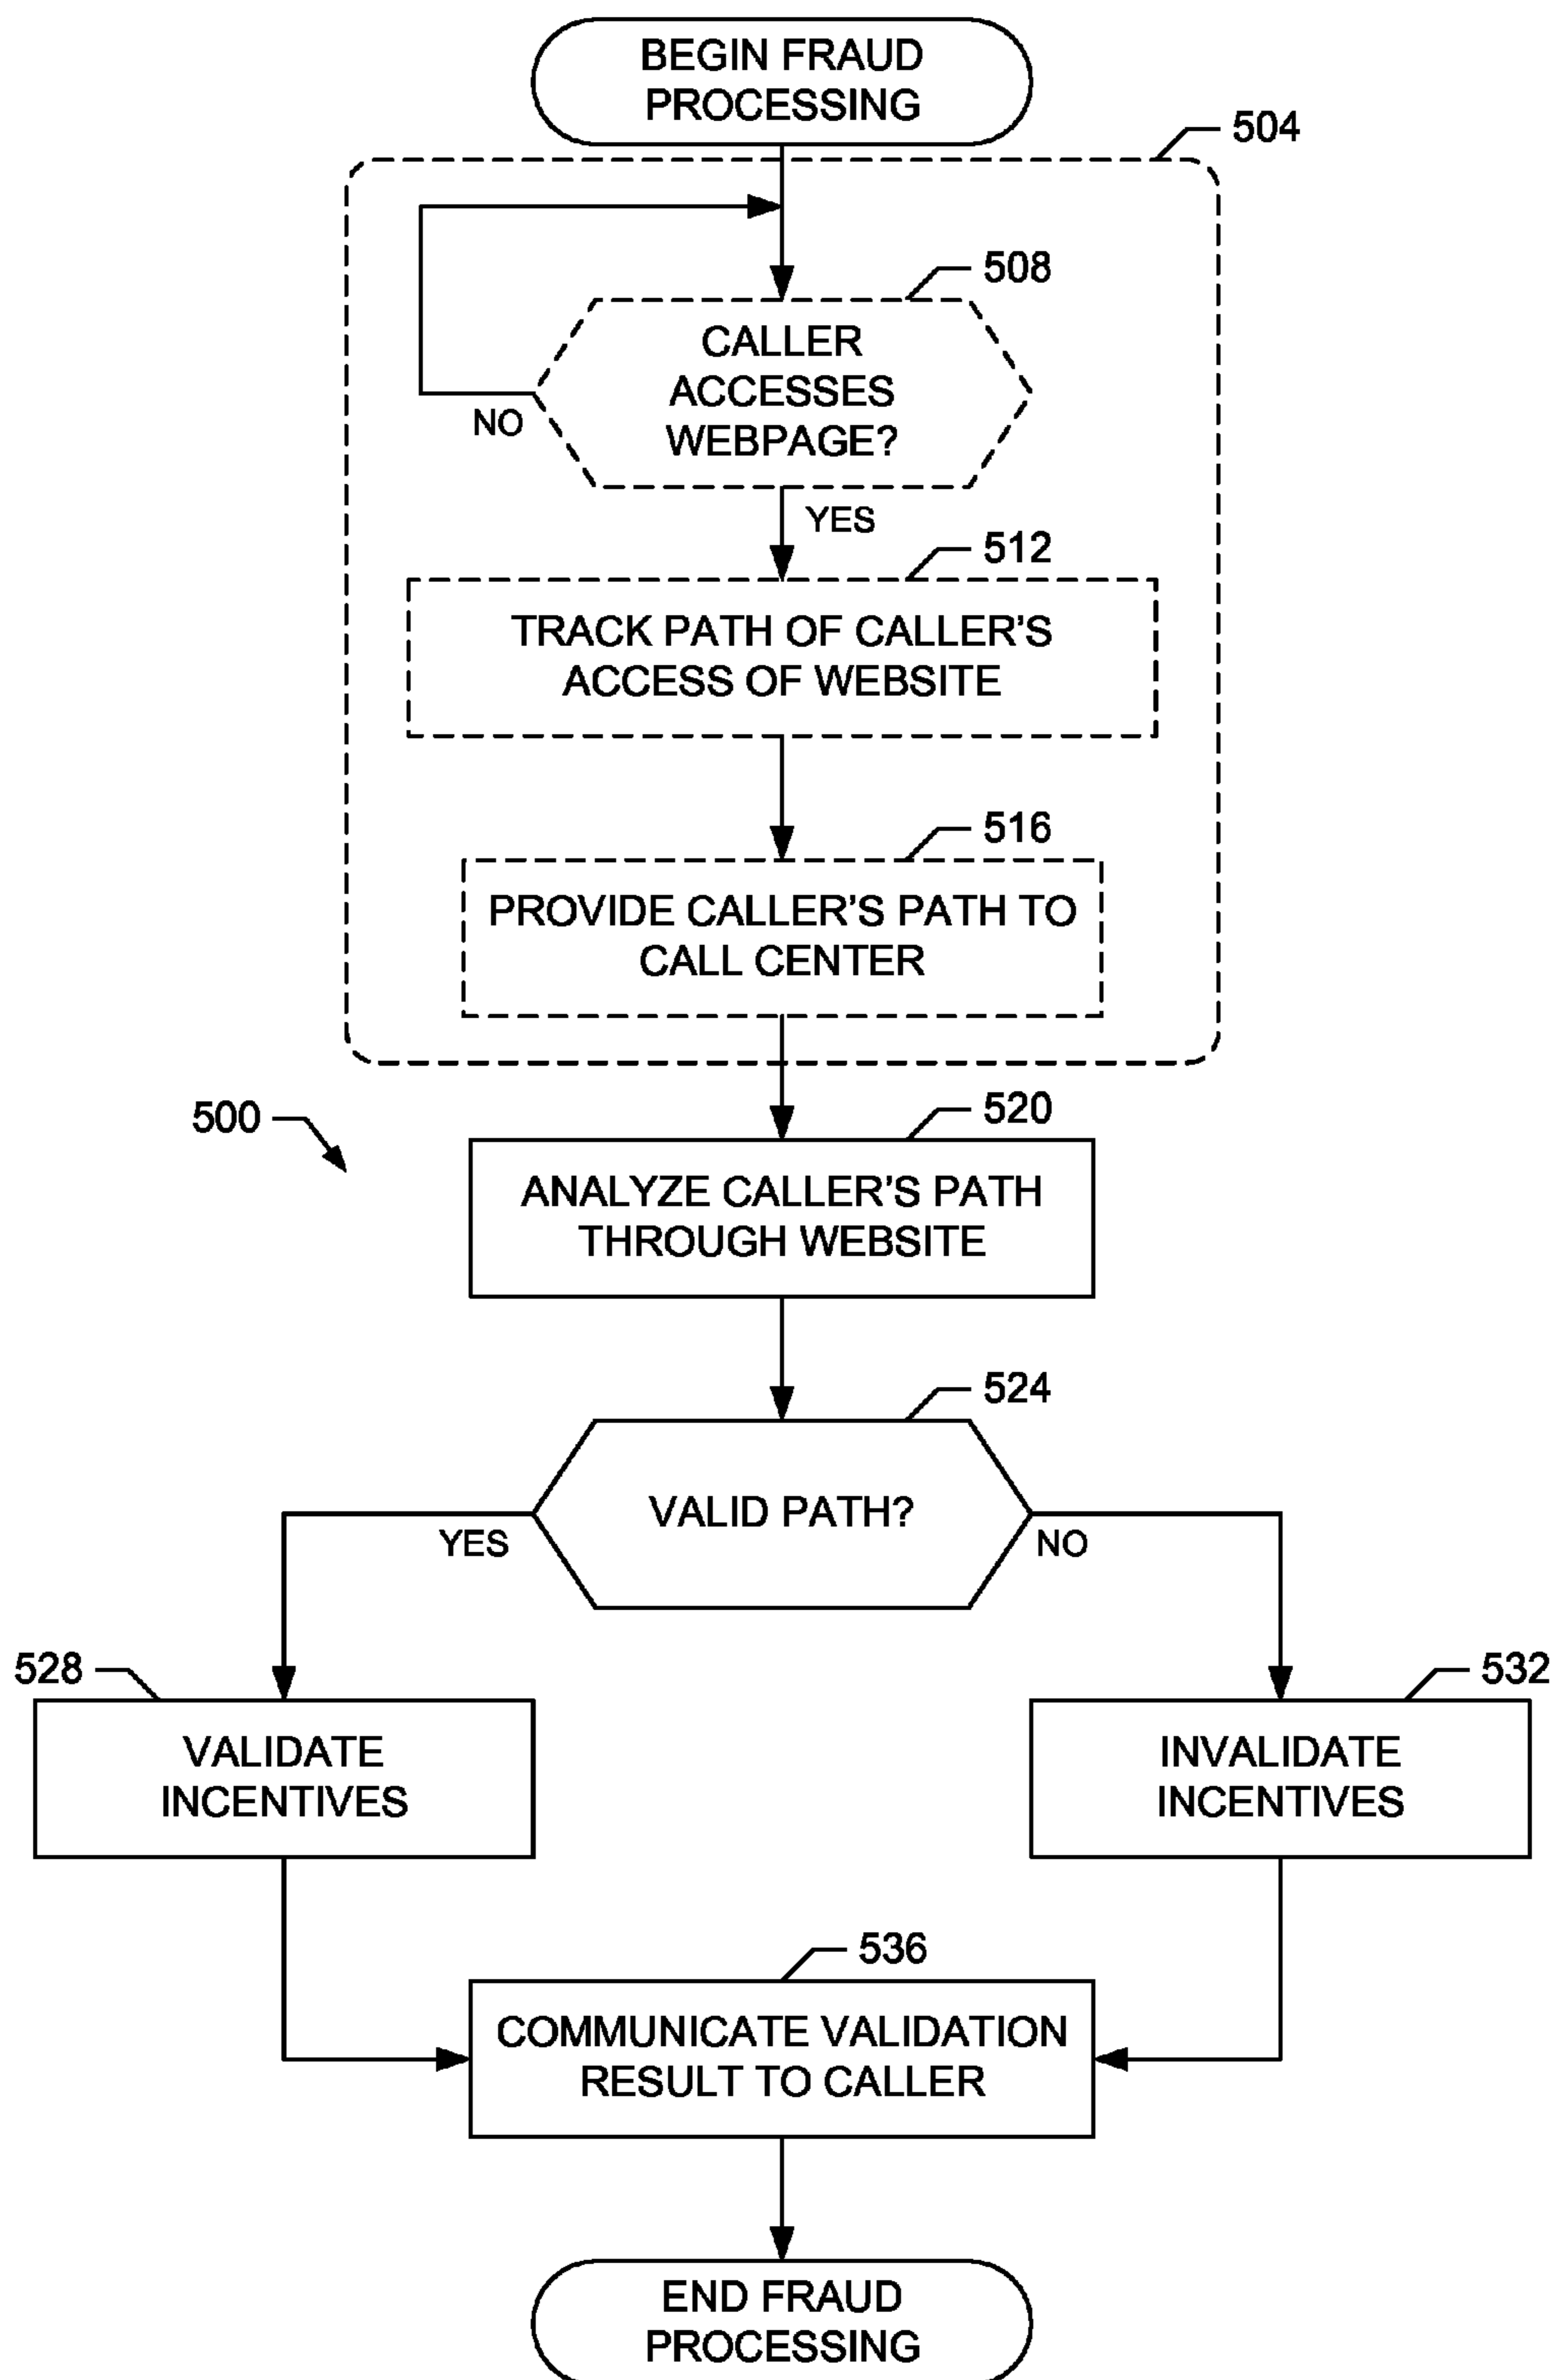 BEGIN FRAUD
PROCESSING
504
508
CALLER
ACCESSES
WEBPAGE?
NO
YES
512
TRACK PATH OF CALLER'S
ACCESS OF WEBSITE
516
PROVIDE CALLER'S PATH TO
CALL CENTER
500
520
ANALYZE CALLER'S PATH
THROUGH WEBSITE
524
VALID PATH?
YES
NO
528
VALIDATE
INCENTIVES
532
INVALIDATE
INCENTIVES
536
COMMUNICATE VALIDATION
RESULT TO CALLER
END FRAUD
PROCESSING